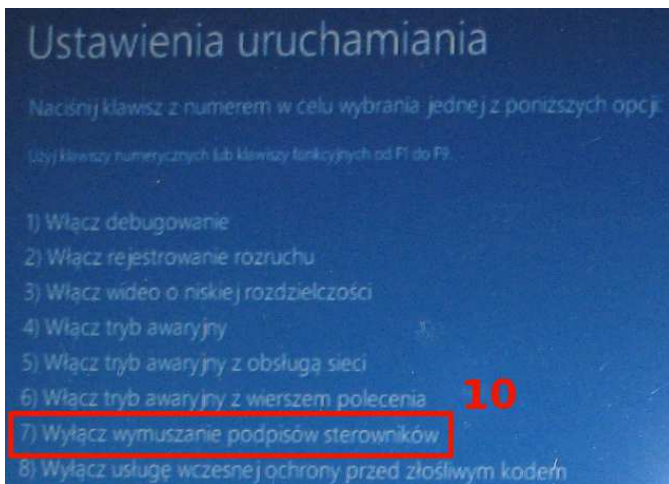 Ustawienia uruchamiania
Naciśnij klawisz z numerem w celu wybrania jednej z poniższych opcji:
Użyj klawiszy numerycznych lub klawiszy funkcyjnych od F1 do F9.
1) Włącz debugowanie
2) Włącz rejestrowanie rozruchu
3) Włącz wideo o niskiej rozdzielczości
4) Włącz tryb awaryjny
5) Włącz tryb awaryjny z obsługą sieci
6) Włącz tryb awaryjny z wierszem polecenia
10
7) Wyłącz wymuszanie podpisów sterowników
8) Wyłącz usługę wczesnej ochrony przed złośliwym kodem